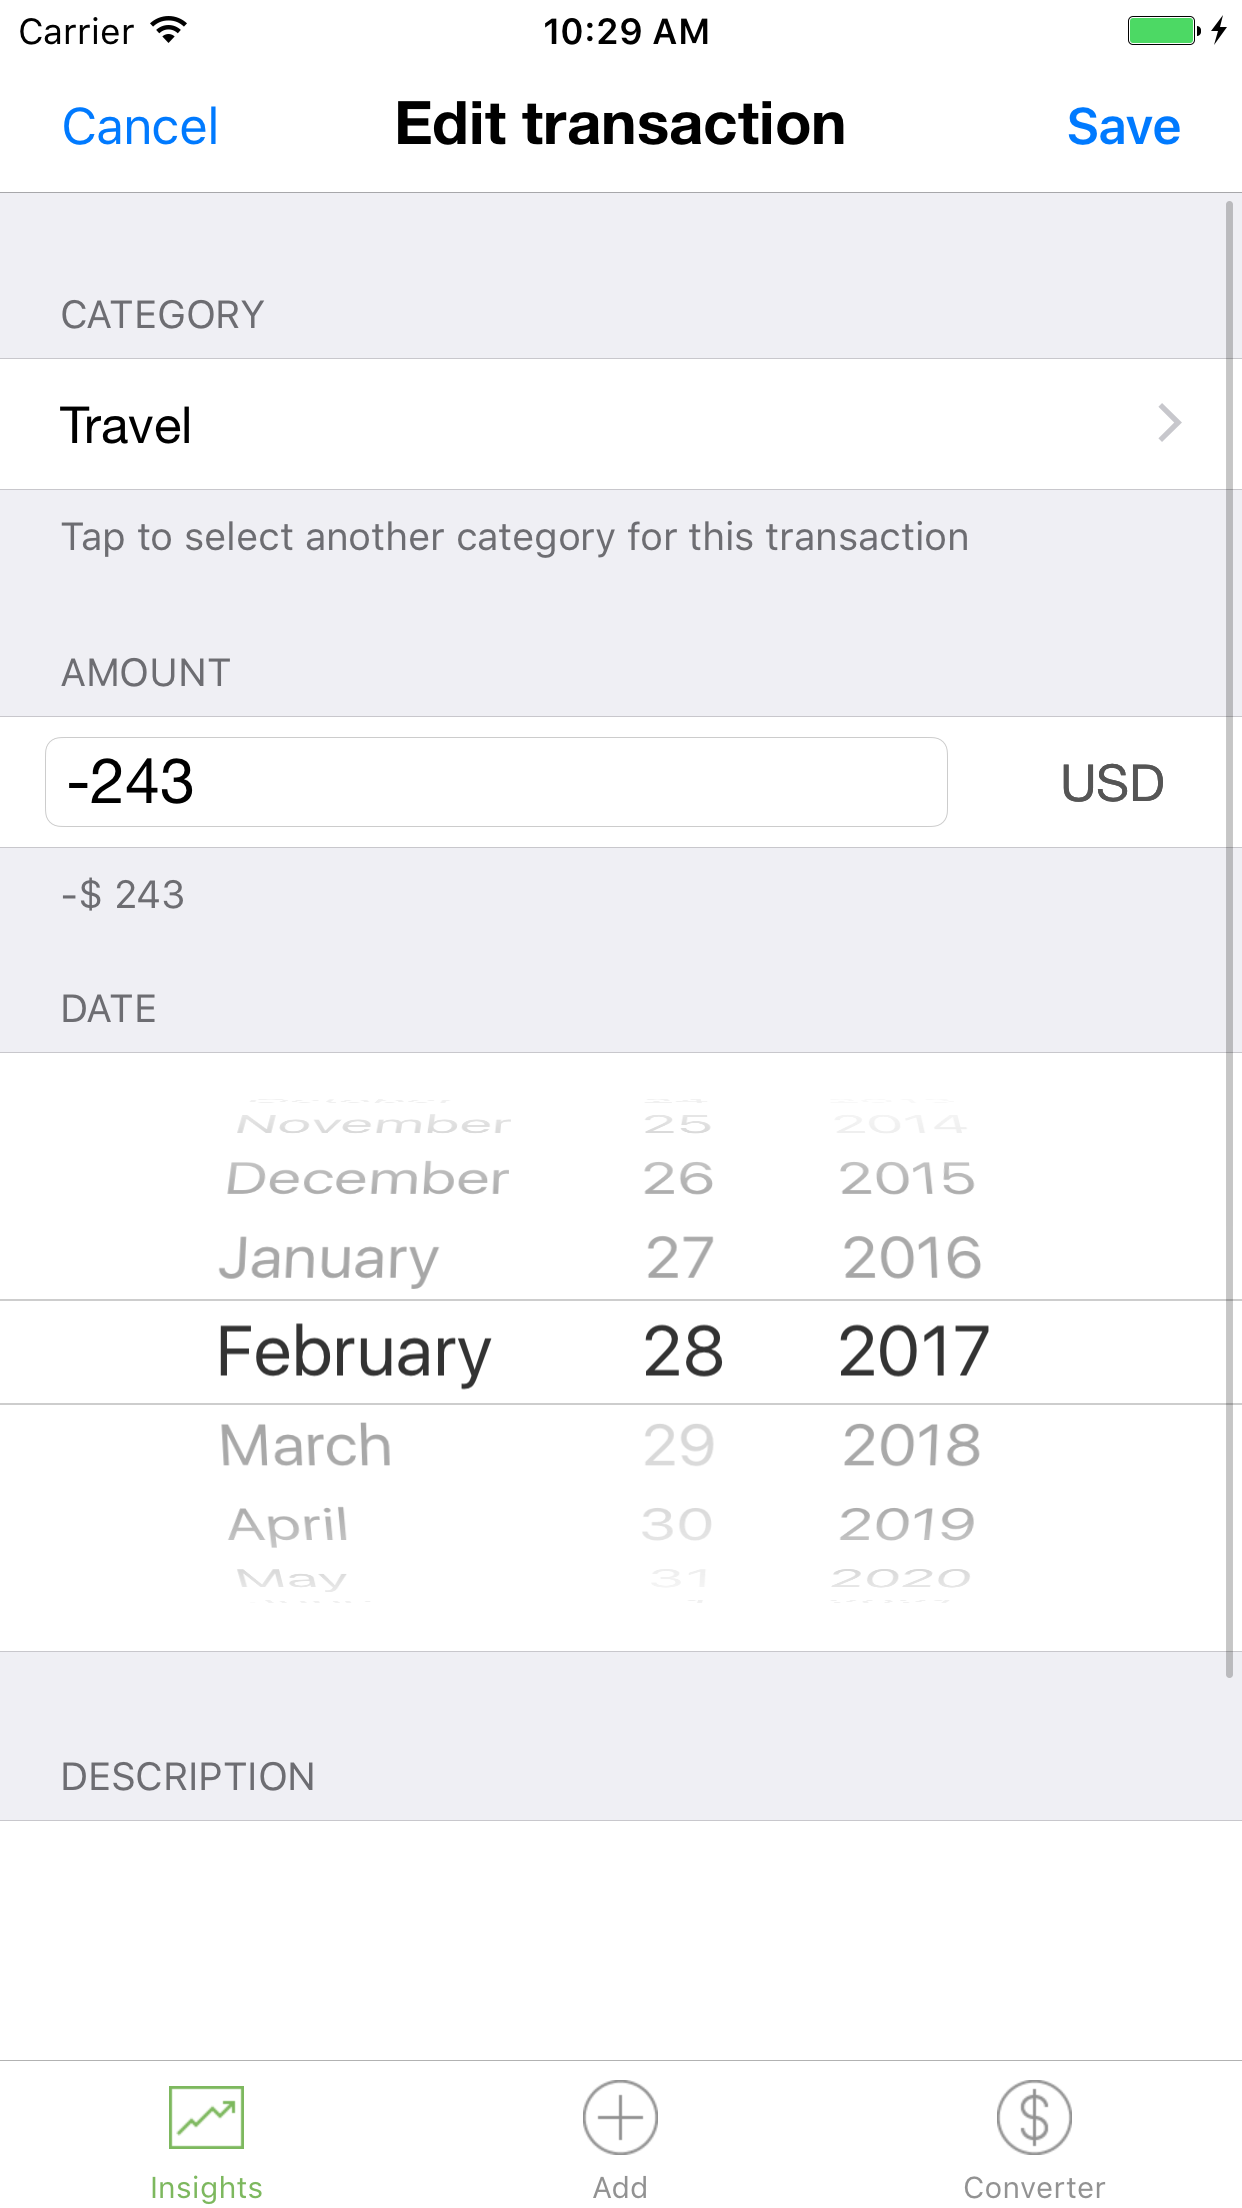 Carrier 10:29 AM
Cancel Edit transaction Save
CATEGORY
Travel
Tap to select another category for this transaction
AMOUNT
-243 USD
-$ 243
DATE
November 25 2014
December 26 2015
January 27 2016
February 28 2017
March 29 2018
April 30 2019
May 31 2020
DESCRIPTION
Insights Add Converter